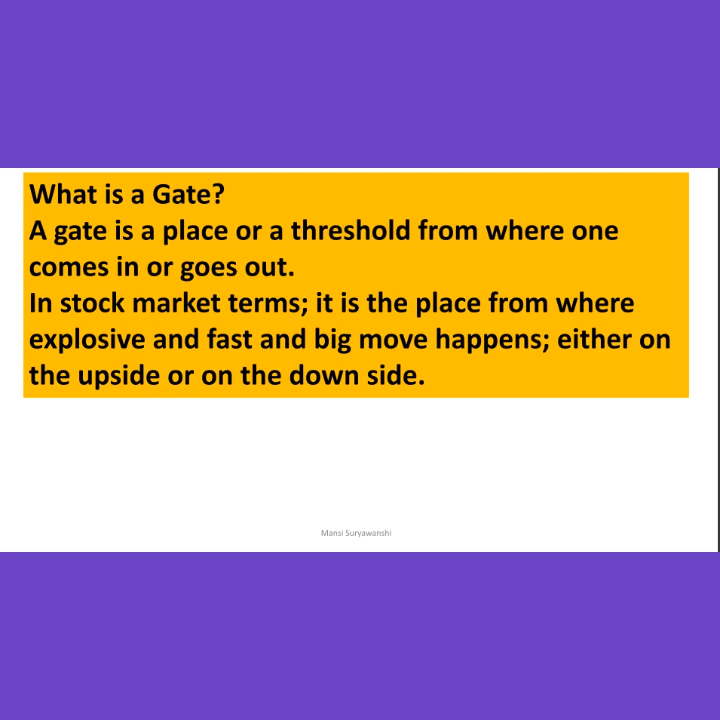 What is a Gate?
A gate is a place or a threshold from where one
comes in or goes out.
In stock market terms; it is the place from where
explosive and fast and big move happens; either on
the upside or on the down side.
Mansi Suryawanshi